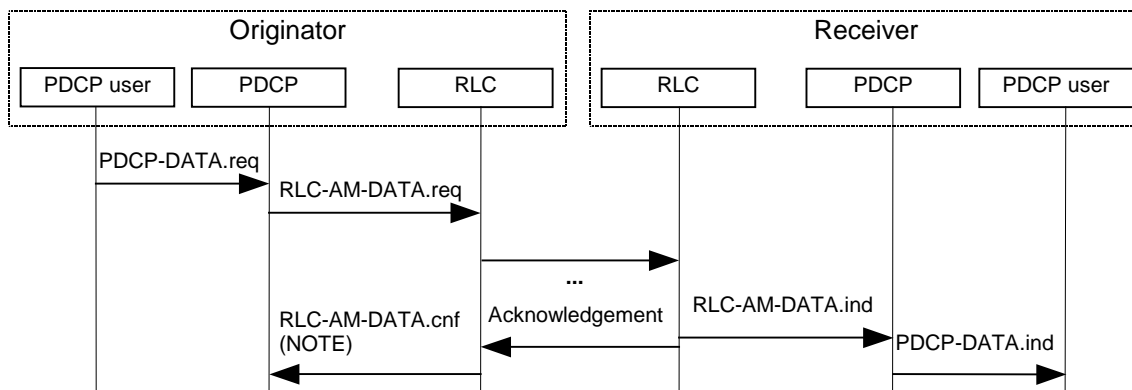 Originator
Receiver
PDCP user
PDCP
RLC
RLC
PDCP
PDCP user
PDCP-DATA.req
RLC-AM-DATA.req
...
RLC-AM-DATA.cnf
(NOTE)
Acknowledgement
RLC-AM-DATA.ind
PDCP-DATA.ind